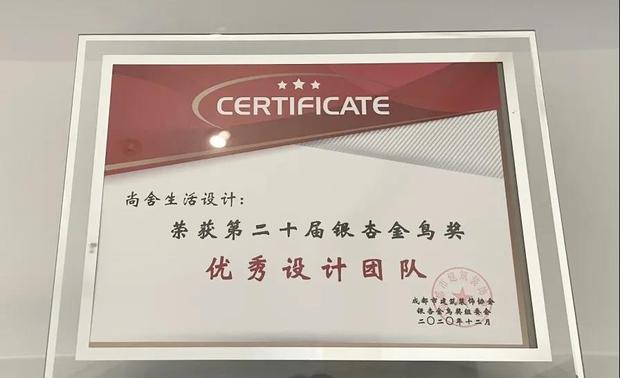 CERTIFICATE
尚舍生活设计:
荣获第二十届银杏金鸟奖
优秀设计团队
成都市建筑装饰协会
银杏金鸟奖组委会
二〇二〇年十二月